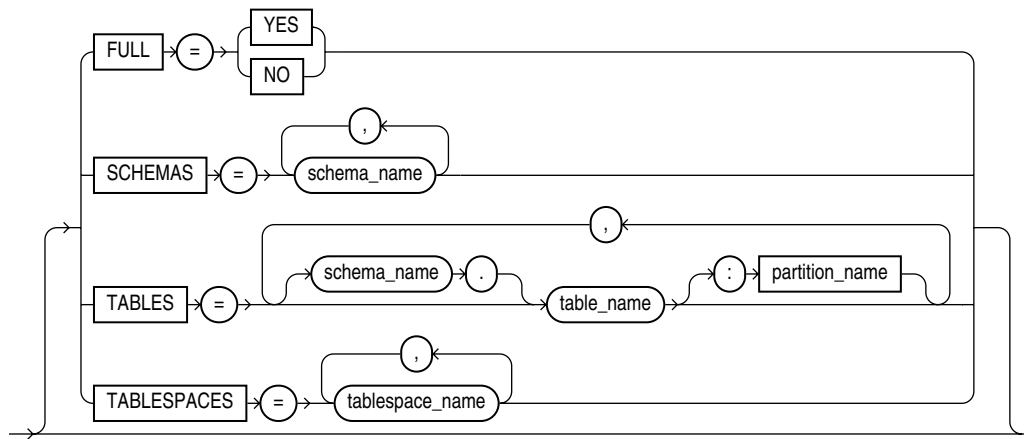 YES
FULL =
NO
,
SCHEMAS = schema_name
,
schema_name . : partition_name
TABLES = table_name
,
TABLESPACES = tablespace_name